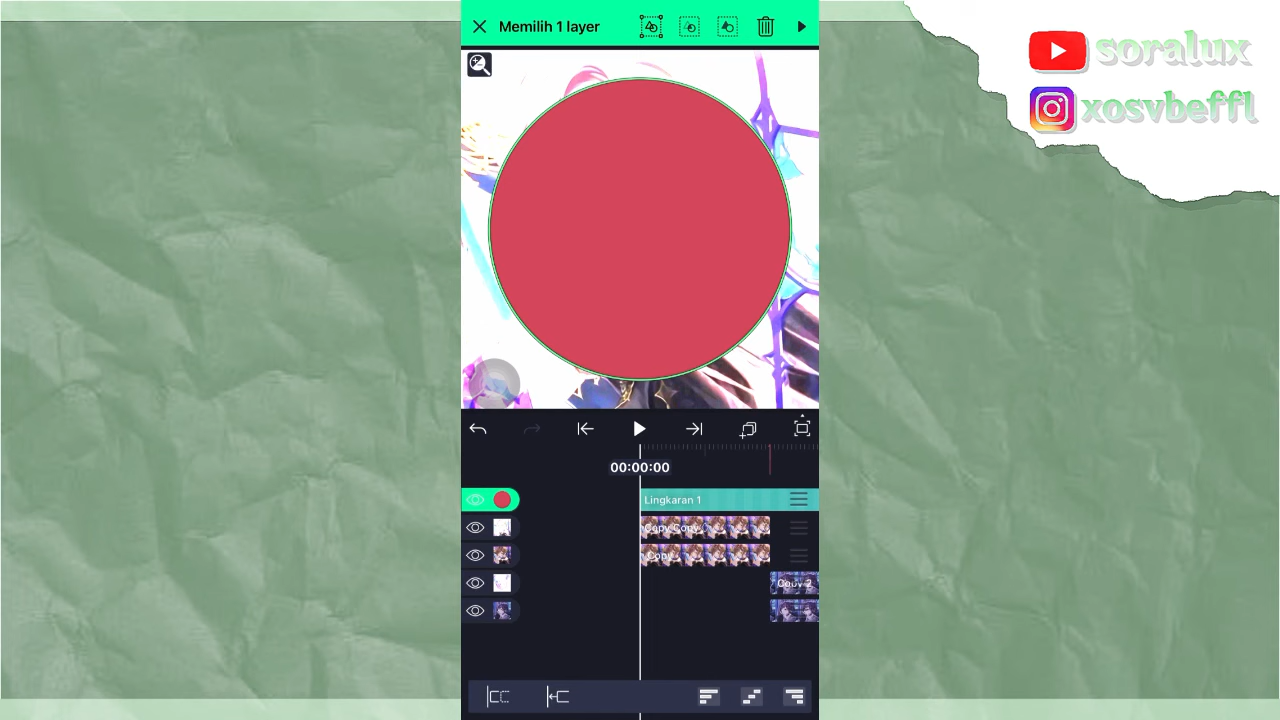 Memilih 1 layer
soralux
xosvbeffl
00:00:00
Lingkaran 1
Copy Copy
Copy
Copy 2